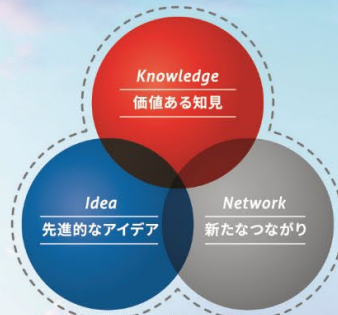 Knowledge
価値ある知見
Idea
先進的なアイデア
Network
新たなつながり